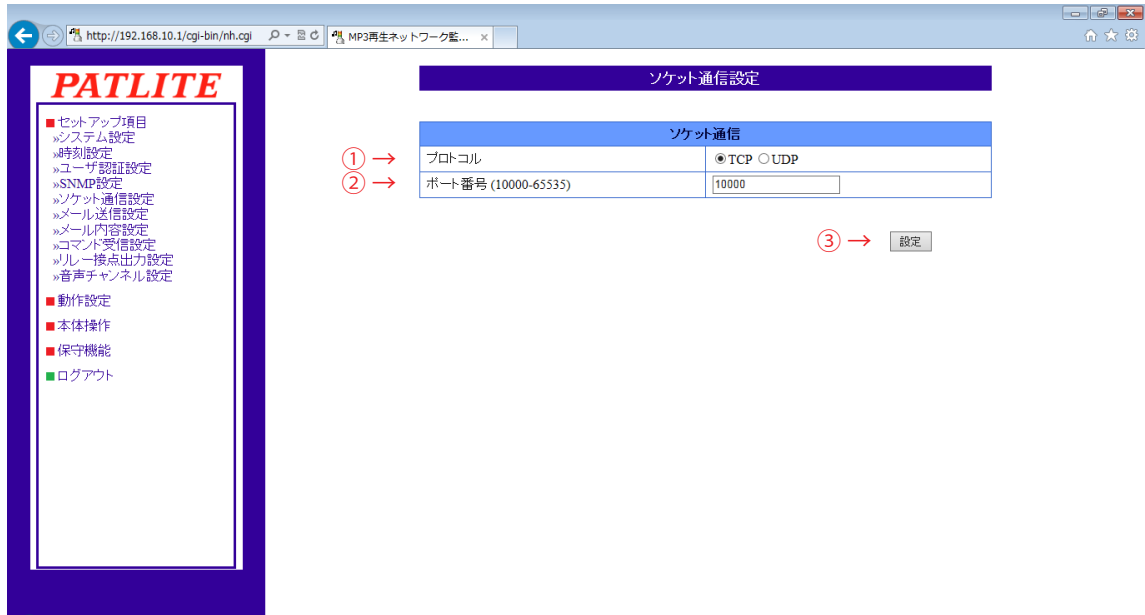 http://192.168.10.1/cgi-bin/nh.cgi
MP3再生ネットワーク監...
PATLITE
■セットアップ項目
»システム設定
»時刻設定
»ユーザ認証設定
»SNMP設定
»ソケット通信設定
»メール送信設定
»メール内容設定
»コマンド受信設定
»リレー接点出力設定
»音声チャンネル設定
■動作設定
■本体操作
■保守機能
■ログアウト
ソケット通信設定
ソケット通信
① → プロトコル TCP UDP
② → ポート番号 (10000-65535) 10000
③ → 設定